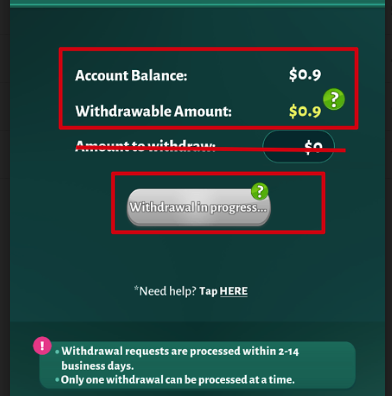 Account Balance: $0.9
Withdrawable Amount: $0.9 ?
Amount to withdraw: $0
Withdrawal in progress... ?
*Need help? Tap HERE
! • Withdrawal requests are processed within 2-14
business days.
• Only one withdrawal can be processed at a time.